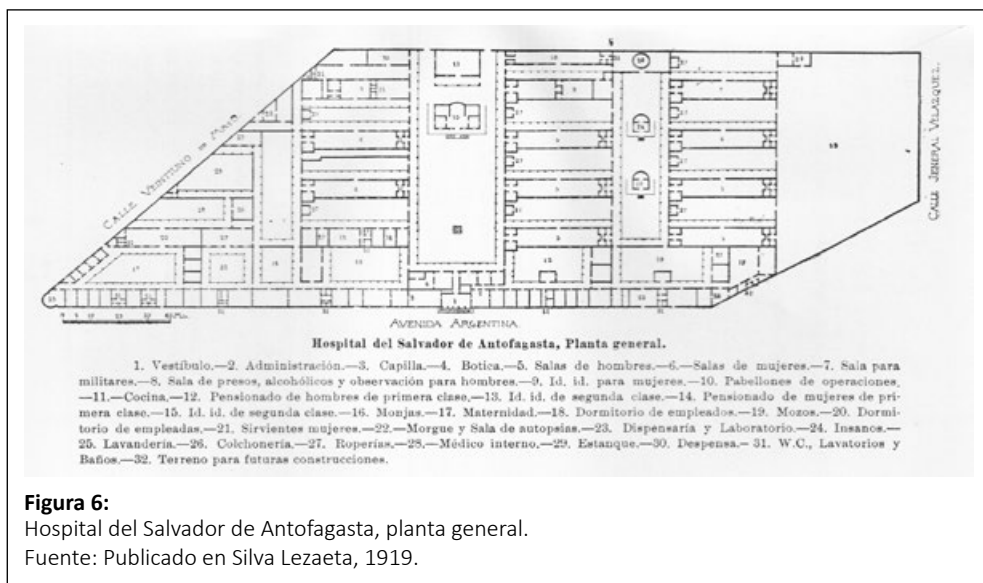 CALLE VEINTIUNO DE MAYO
CALLE JENERAL VELAZQUEZ.
AVENIDA ARGENTINA
Hospital del Salvador de Antofagasta, Planta general.
1. Vestíbulo.—2. Administración.—3. Capilla.—4. Botica.—5. Salas de hombres.—6.—Salas de mujeres.—7. Sala para
militares.—8. Sala de presos, alcohólicos y observación para hombres.—9. Id. id. para mujeres.—10. Pabellones de operaciones.
—11.—Cocina.—12. Pensionado de hombres de primera clase.—13. Id. id. de segunda clase.—14. Pensionado de mujeres de pri-
mera clase.—15. Id. id. de segunda clase.—16. Monjas.—17. Maternidad.—18. Dormitorio de empleados.—19. Mozos.—20. Dormi-
torio de empleadas.—21. Sirvientes mujeres.—22.—Morgue y Sala de autopsias.—23. Dispensaría y Laboratorio.—24. Insanos.—
25. Lavandería.—26. Colchonería.—27. Roperías.—28.—Médico interno.—29. Estanque.—30. Despensa.—31. W.C., Lavatorios y
Baños.—32. Terreno para futuras construcciones.
Figura 6:
Hospital del Salvador de Antofagasta, planta general.
Fuente: Publicado en Silva Lezaeta, 1919.